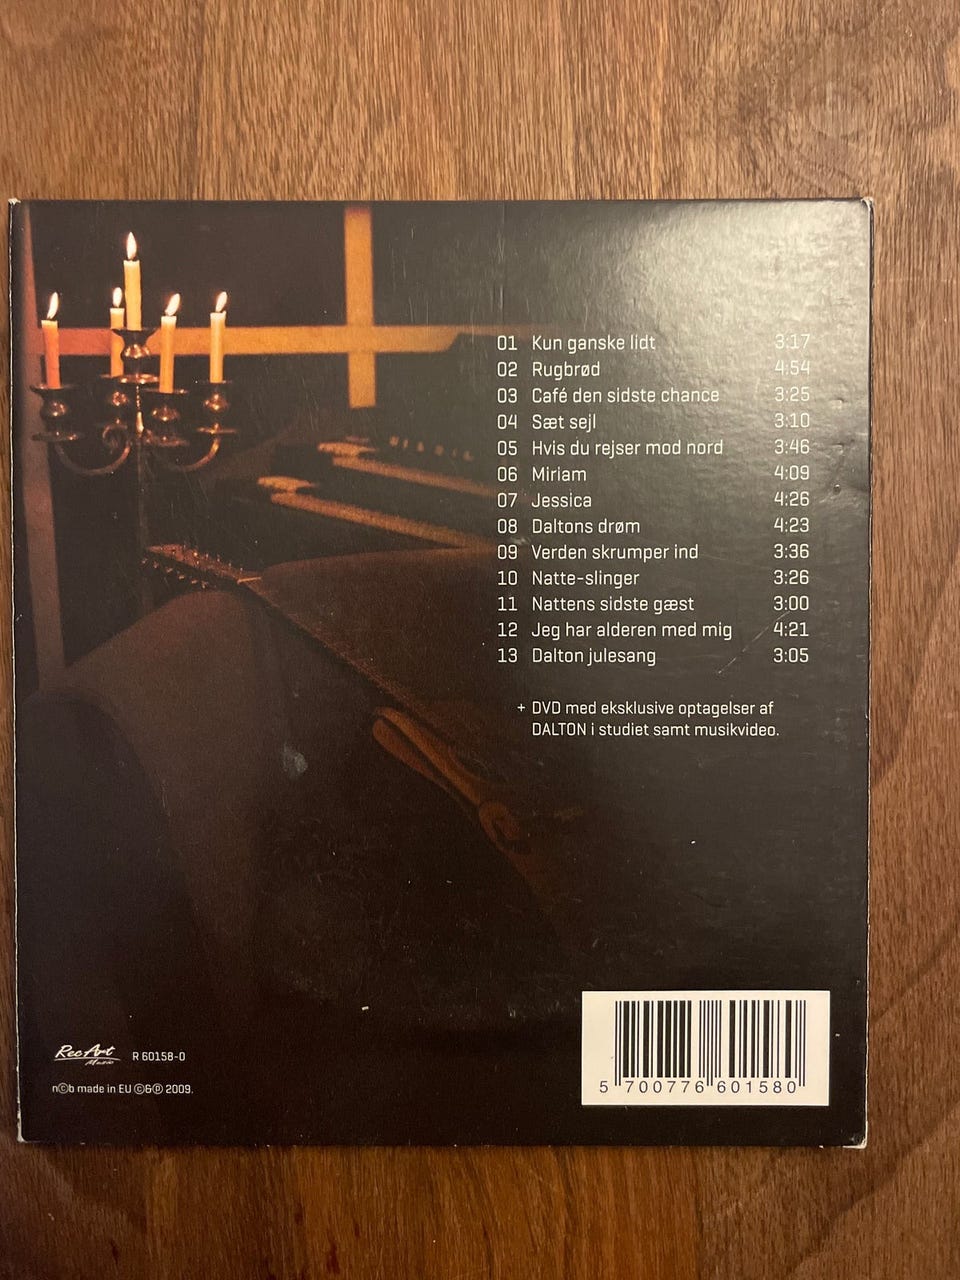 01 Kun ganske lidt 3:17
02 Rugbrød 4:54
03 Café den sidste chance 3:25
04 Sæt sejl 3:10
05 Hvis du rejser mod nord 3:46
06 Miriam 4:09
07 Jessica 4:26
08 Daltons drøm 4:23
09 Verden skrumper ind 3:36
10 Natte-slinger 3:26
11 Nattens sidste gæst 3:00
12 Jeg har alderen med mig 4:21
13 Dalton julesang 3:05
+ DVD med eksklusive optagelser af
DALTON i studiet samt musikvideo.
RecArt
Music
R 60158-0
n©b made in EU ©&℗ 2009.
5 700776 601580